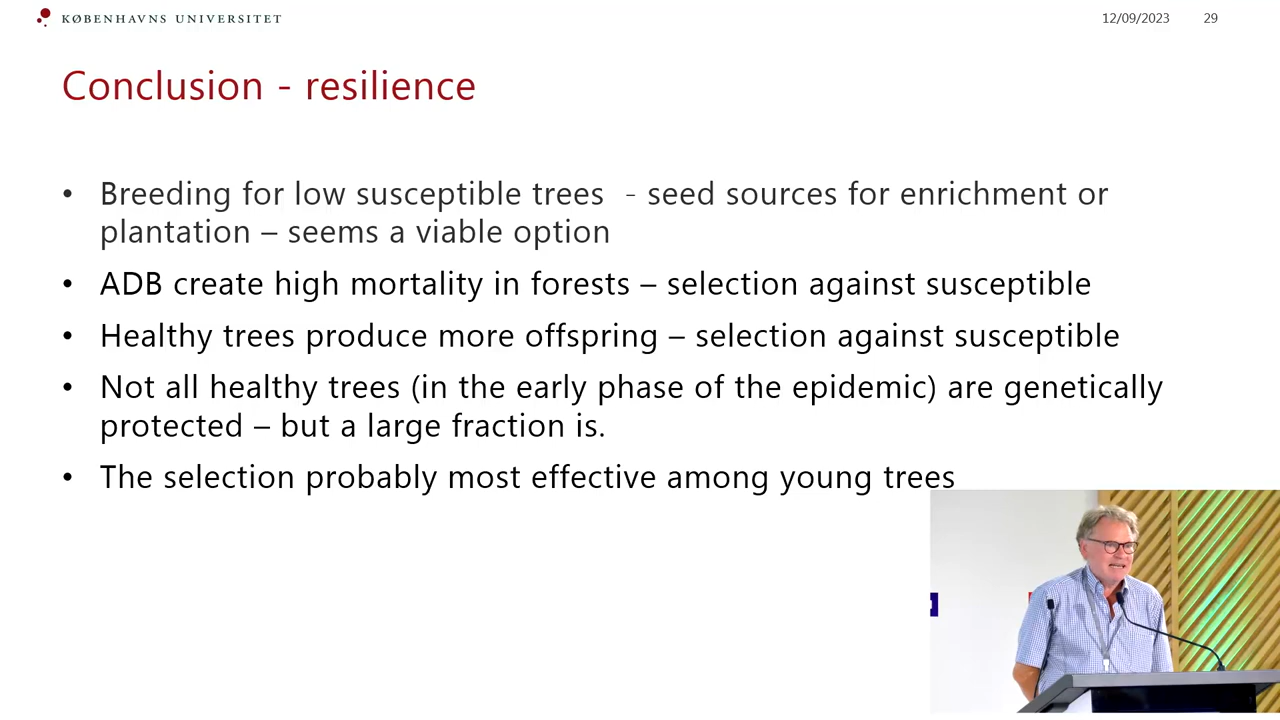 KØBENHAVNS UNIVERSITET
12/09/2023 29
Conclusion - resilience
• Breeding for low susceptible trees - seed sources for enrichment or
plantation – seems a viable option
• ADB create high mortality in forests – selection against susceptible
• Healthy trees produce more offspring – selection against susceptible
• Not all healthy trees (in the early phase of the epidemic) are genetically
protected – but a large fraction is.
• The selection probably most effective among young trees